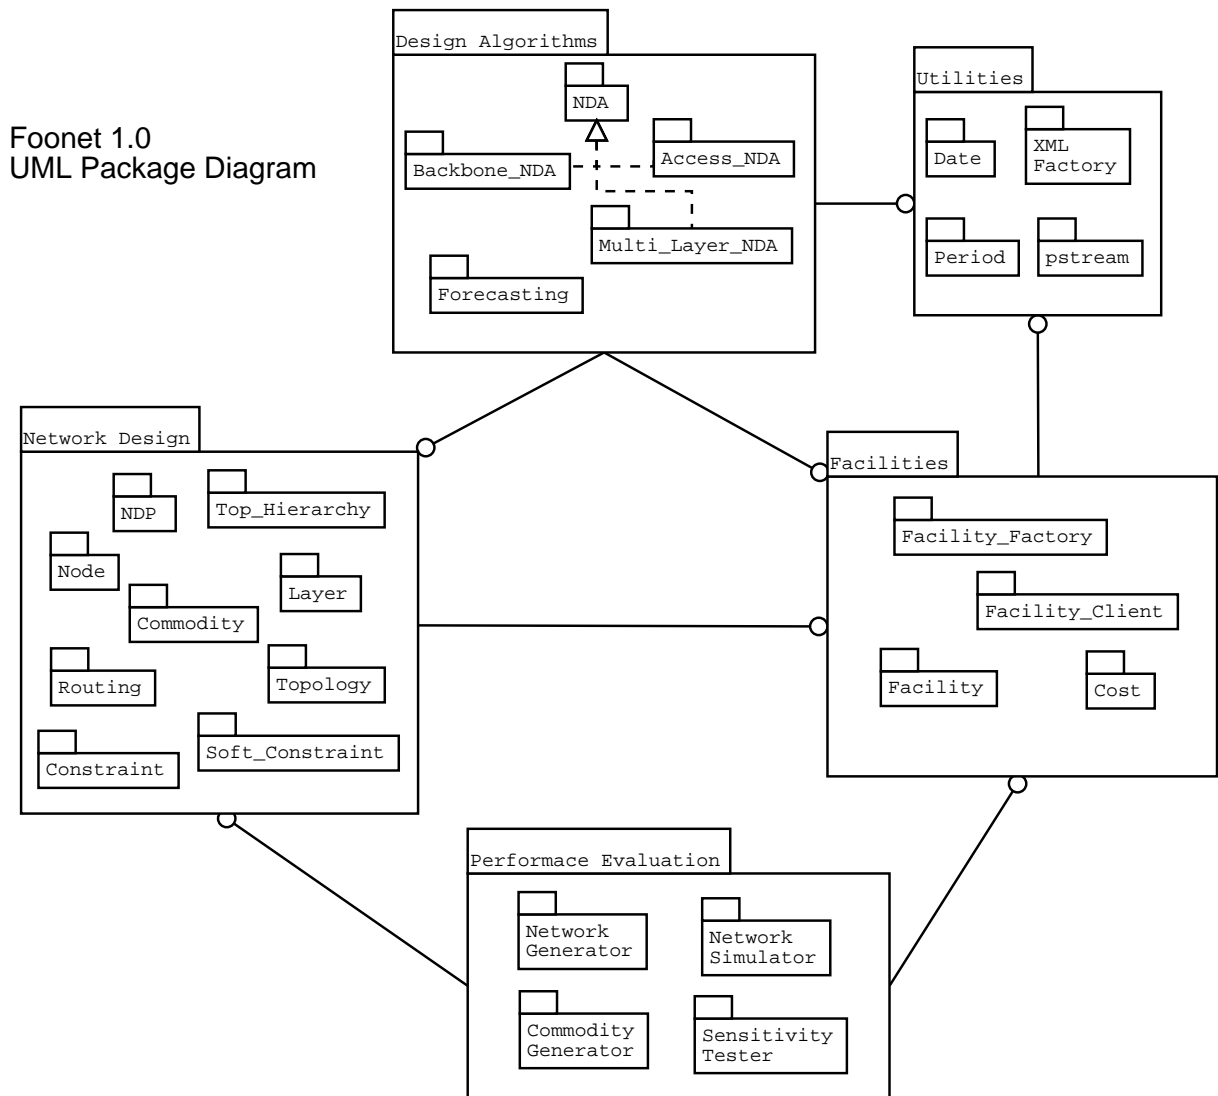 Foonet 1.0
UML Package Diagram
Design Algorithms
NDA
Backbone_NDA
Access_NDA
Multi_Layer_NDA
Forecasting
Utilities
Date
XML
Factory
Period
pstream
Network Design
NDP
Top_Hierarchy
Node
Layer
Commodity
Routing
Topology
Constraint
Soft_Constraint
Facilities
Facility_Factory
Facility_Client
Facility
Cost
Performace Evaluation
Network
Generator
Network
Simulator
Commodity
Generator
Sensitivity
Tester